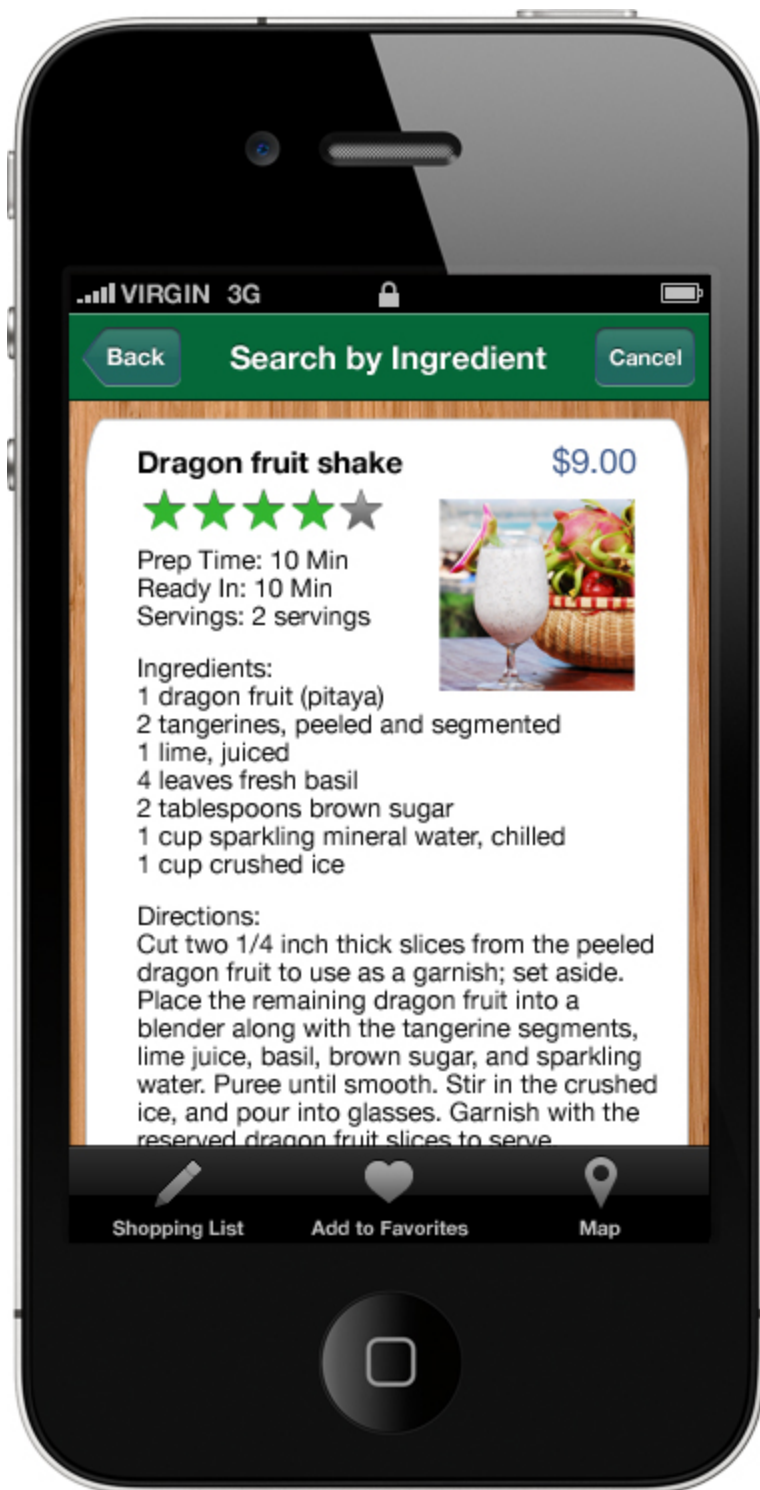 VIRGIN 3G
Back
Search by Ingredient
Cancel
Dragon fruit shake
$9.00
Prep Time: 10 Min
Ready In: 10 Min
Servings: 2 servings
Ingredients:
1 dragon fruit (pitaya)
2 tangerines, peeled and segmented
1 lime, juiced
4 leaves fresh basil
2 tablespoons brown sugar
1 cup sparkling mineral water, chilled
1 cup crushed ice
Directions:
Cut two 1/4 inch thick slices from the peeled
dragon fruit to use as a garnish; set aside.
Place the remaining dragon fruit into a
blender along with the tangerine segments,
lime juice, basil, brown sugar, and sparkling
water. Puree until smooth. Stir in the crushed
ice, and pour into glasses. Garnish with the
reserved dragon fruit slices to serve.
Shopping List
Add to Favorites
Map